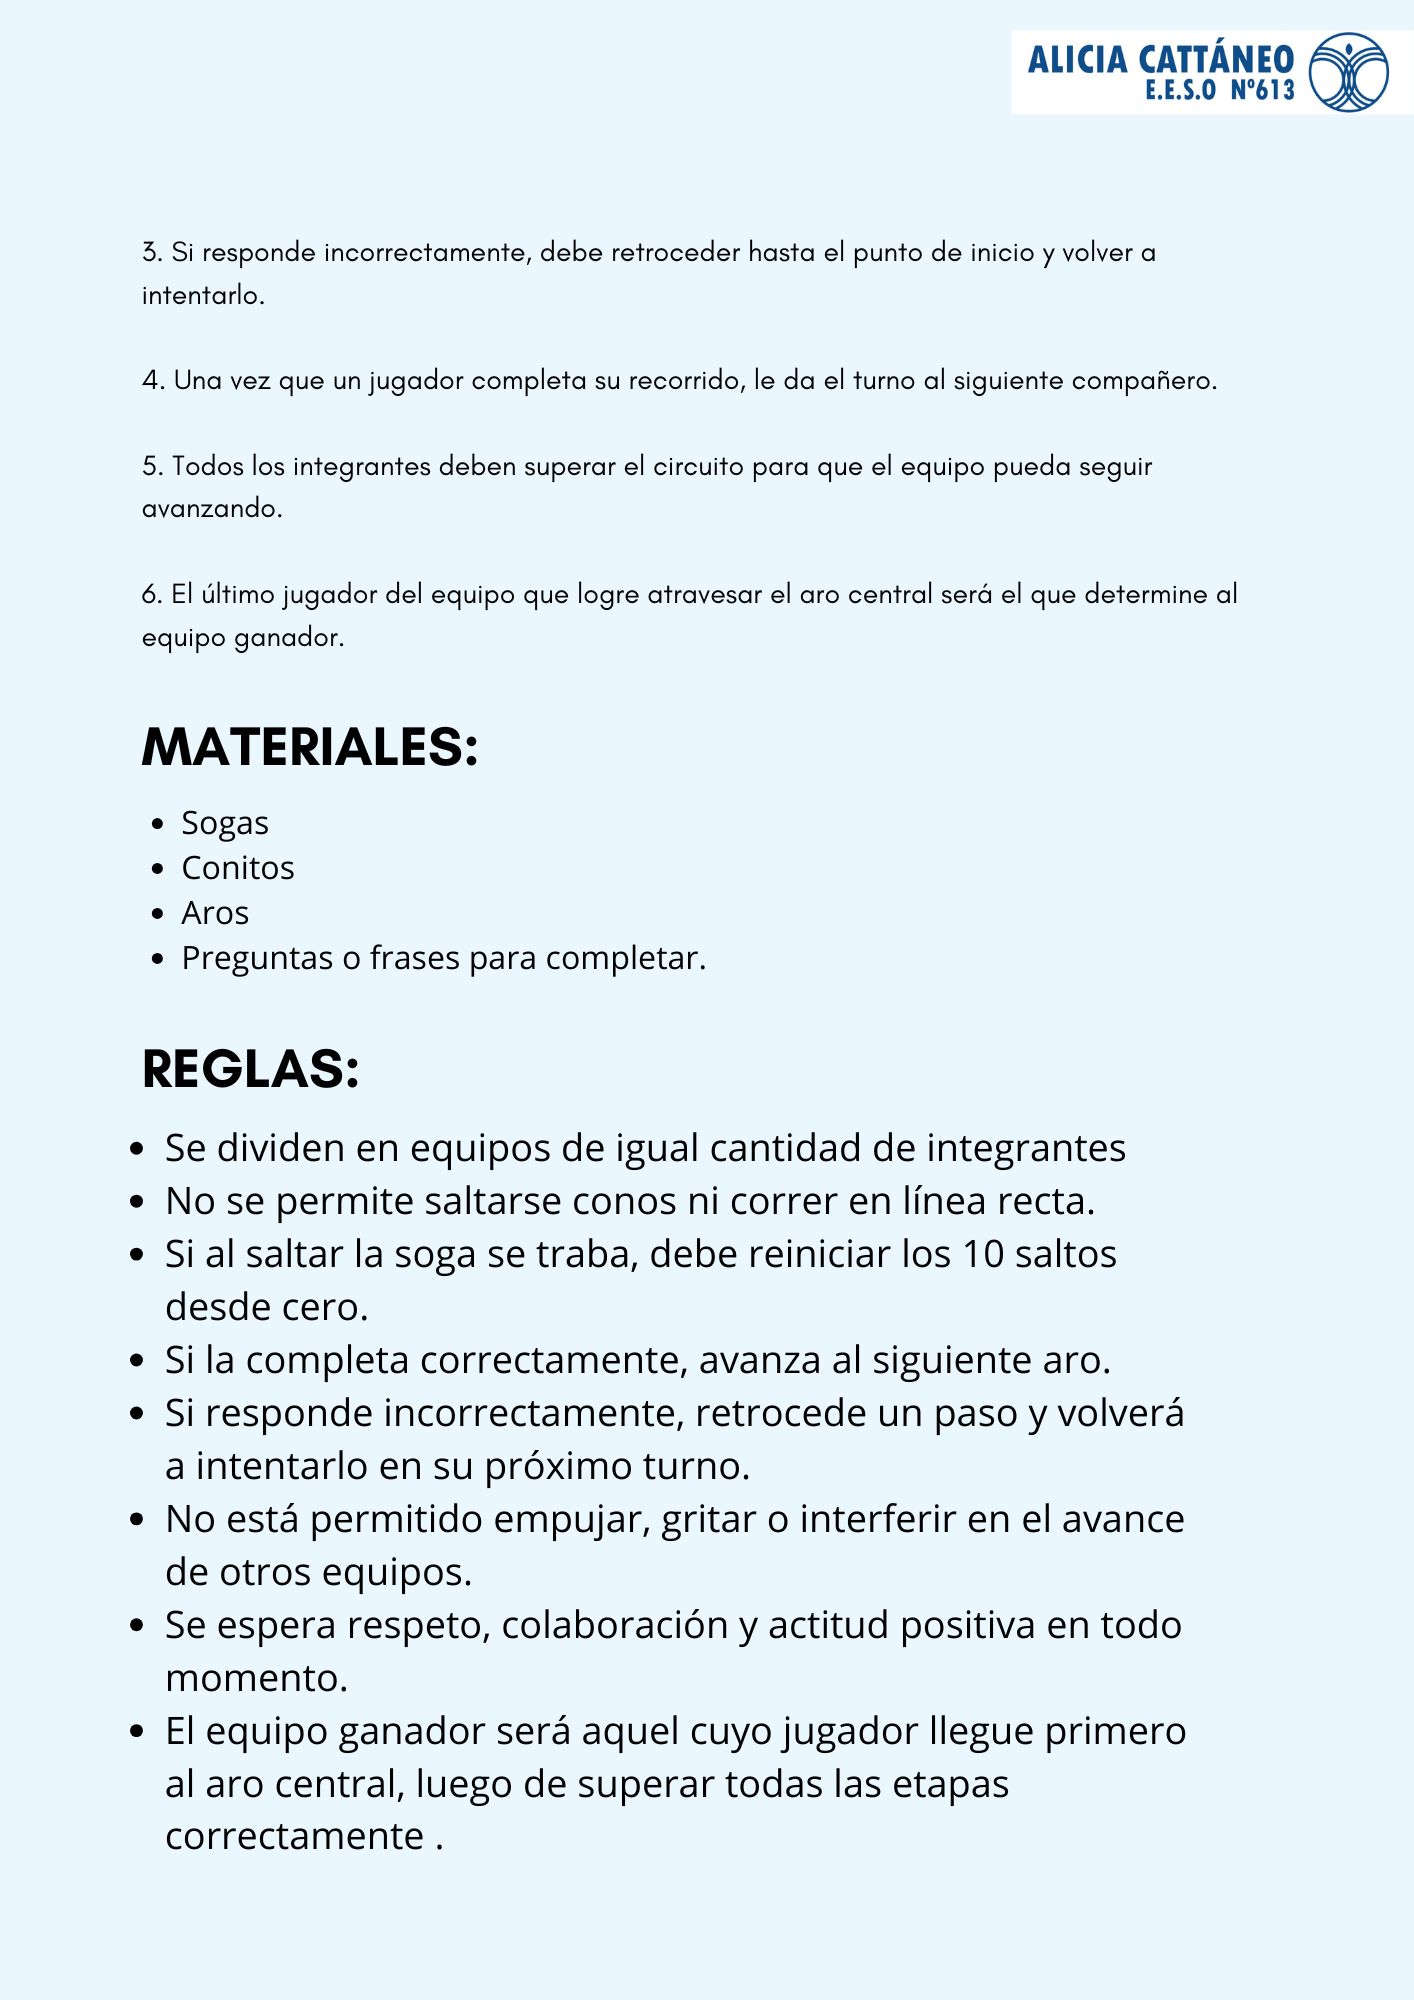 ALICIA CATTÁNEO
E.E.S.O Nº613
3. Si responde incorrectamente, debe retroceder hasta el punto de inicio y volver a
intentarlo.
4. Una vez que un jugador completa su recorrido, le da el turno al siguiente compañero.
5. Todos los integrantes deben superar el circuito para que el equipo pueda seguir
avanzando.
6. El último jugador del equipo que logre atravesar el aro central será el que determine al
equipo ganador.
MATERIALES:
• Sogas
• Conitos
• Aros
• Preguntas o frases para completar.
REGLAS:
• Se dividen en equipos de igual cantidad de integrantes
• No se permite saltarse conos ni correr en línea recta.
• Si al saltar la soga se traba, debe reiniciar los 10 saltos
desde cero.
• Si la completa correctamente, avanza al siguiente aro.
• Si responde incorrectamente, retrocede un paso y volverá
a intentarlo en su próximo turno.
• No está permitido empujar, gritar o interferir en el avance
de otros equipos.
• Se espera respeto, colaboración y actitud positiva en todo
momento.
• El equipo ganador será aquel cuyo jugador llegue primero
al aro central, luego de superar todas las etapas
correctamente .